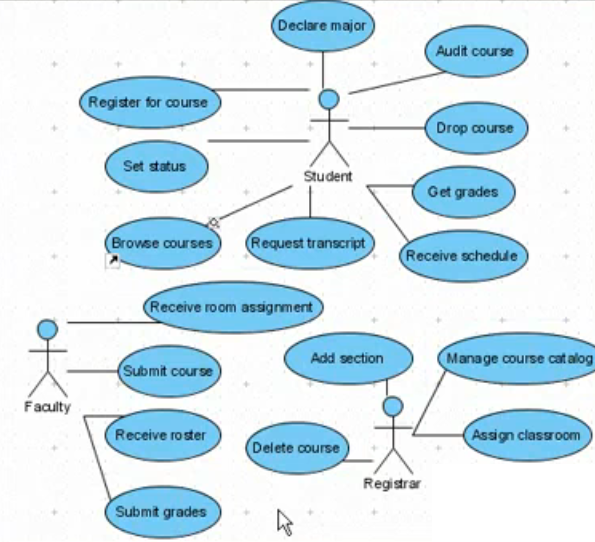 Declare major
Audit course
Register for course
Drop course
Set status
Student
Get grades
Browse courses
Request transcript
Receive schedule
Receive room assignment
Add section
Manage course catalog
Submit course
Faculty
Receive roster
Delete course
Assign classroom
Registrar
Submit grades